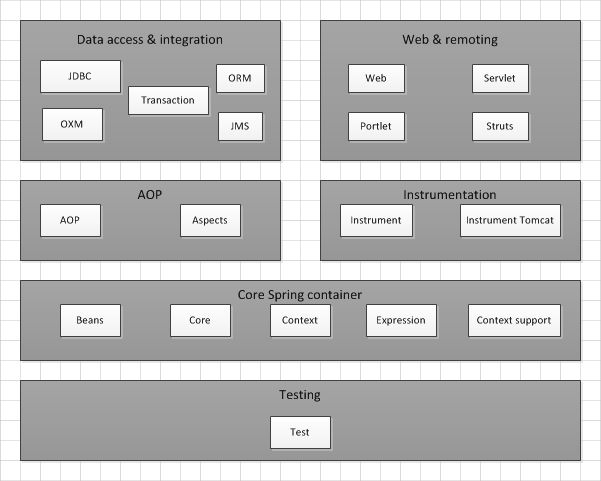 Data access & integration
JDBC
ORM
Transaction
OXM
JMS
Web & remoting
Web
Servlet
Portlet
Struts
AOP
AOP
Aspects
Instrumentation
Instrument
Instrument Tomcat
Core Spring container
Beans
Core
Context
Expression
Context support
Testing
Test